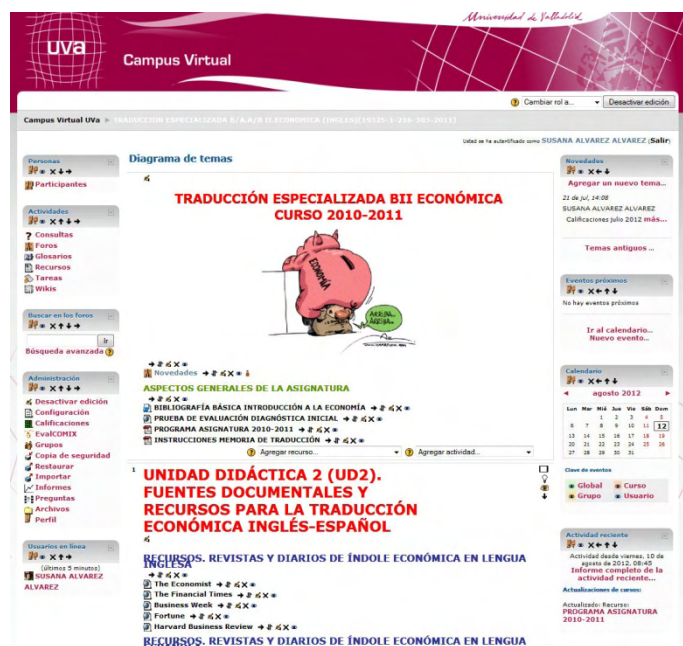 Universidad de Valladolid
UVa
Campus Virtual
Cambiar rol a...
Desactivar edición
Campus Virtual UVa ► TRADUCCIÓN ESPECIALIZADA B/A,A/B II:ECONÓMICA (INGLÉS)
Usted se ha autentificado como SUSANA ALVAREZ ALVAREZ (Salir)
Personas
Participantes
Actividades
Consultas
Foros
Glosarios
Recursos
Tareas
Wikis
Buscar en los foros
Ir
Búsqueda avanzada
Administración
Desactivar edición
Configuración
Calificaciones
EvalCOMIX
Grupos
Copia de seguridad
Restaurar
Importar
Informes
Preguntas
Archivos
Perfil
Usuarios en línea
(últimos 5 minutos)
SUSANA ALVAREZ
ALVAREZ
Diagrama de temas
TRADUCCIÓN ESPECIALIZADA BII ECONÓMICA
CURSO 2010-2011
ECONOMÍA
ARRIBA..
ARRIBA..
Novedades
ASPECTOS GENERALES DE LA ASIGNATURA
BIBLIOGRAFÍA BÁSICA INTRODUCCIÓN A LA ECONOMÍA
PRUEBA DE EVALUACIÓN DIAGNÓSTICA INICIAL
PROGRAMA ASIGNATURA 2010-2011
INSTRUCCIONES MEMORIA DE TRADUCCIÓN
Agregar recurso...
Agregar actividad...
1
UNIDAD DIDÁCTICA 2 (UD2).
FUENTES DOCUMENTALES Y
RECURSOS PARA LA TRADUCCIÓN
ECONÓMICA INGLÉS-ESPAÑOL
RECURSOS. REVISTAS Y DIARIOS DE ÍNDOLE ECONÓMICA EN LENGUA
INGLESA
The Economist
The Financial Times
Business Week
Fortune
Harvard Business Review
RECURSOS. REVISTAS Y DIARIOS DE ÍNDOLE ECONÓMICA EN LENGUA
Novedades
Agregar un nuevo tema...
21 de jul, 14:08
SUSANA ALVAREZ ALVAREZ
Calificaciones julio 2012 más...
Temas antiguos ...
Eventos próximos
No hay eventos próximos
Ir al calendario...
Nuevo evento...
Calendario
◄ agosto 2012 ►
Lun Mar Mié Jue Vie Sáb Dom
1 2 3 4 5
6 7 8 9 10 11 12
13 14 15 16 17 18 19
20 21 22 23 24 25 26
27 28 29 30 31
Clave de eventos
Global
Curso
Grupo
Usuario
Actividad reciente
Actividad desde viernes, 10 de
agosto de 2012, 08:45
Informe completo de la
actividad reciente...
Actualizaciones de cursos:
Actualizado: Recurso:
PROGRAMA ASIGNATURA
2010-2011